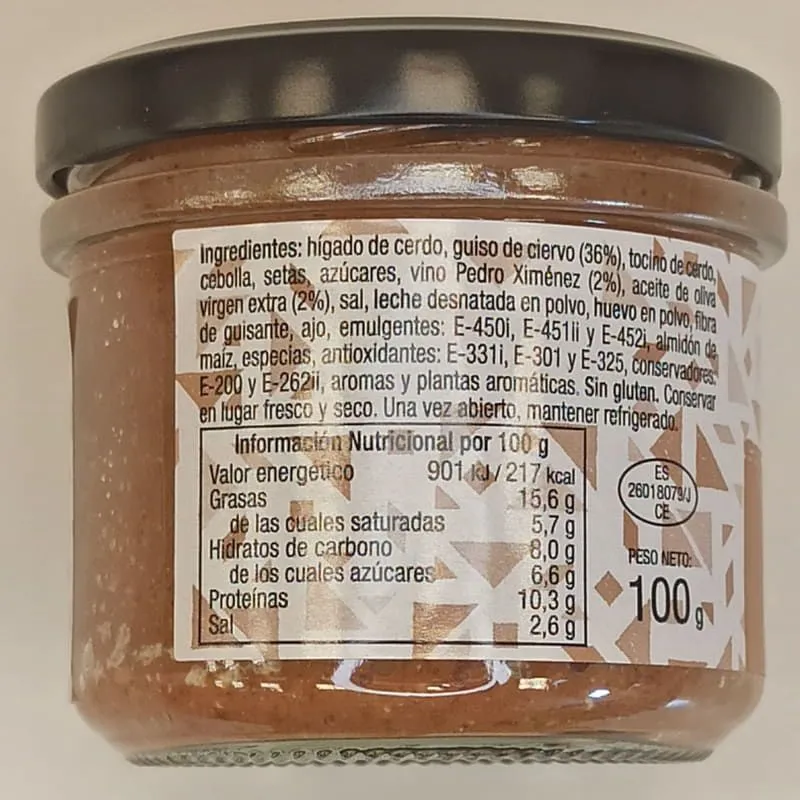 Ingredientes: hígado de cerdo, guiso de ciervo (36%), tocino de cerdo,
cebolla, setas, azúcares, vino Pedro Ximénez (2%), aceite de oliva
virgen extra (2%), sal, leche desnatada en polvo, huevo en polvo, fibra
de guisante, ajo, emulgentes: E-450i, E-451Ii y E-452i, almidón de
maíz, especias, antioxidantes: E-331i, E-301 y E-325, conservadores:
E-200 y E-262ii, aromas y plantas aromáticas. Sin gluten. Conservar
en lugar fresco y seco. Una vez abierto, mantener refrigerado.
Información Nutricional por 100 g
Valor energético 901 kJ / 217 kcal
Grasas 15,6 g
de las cuales saturadas 5,7 g
Hidratos de carbono 8,0 g
de los cuales azúcares 6,6 g
Proteínas 10,3 g
Sal 2,6 g
ES
26018079/J
CE
PESO NETO:
100 g